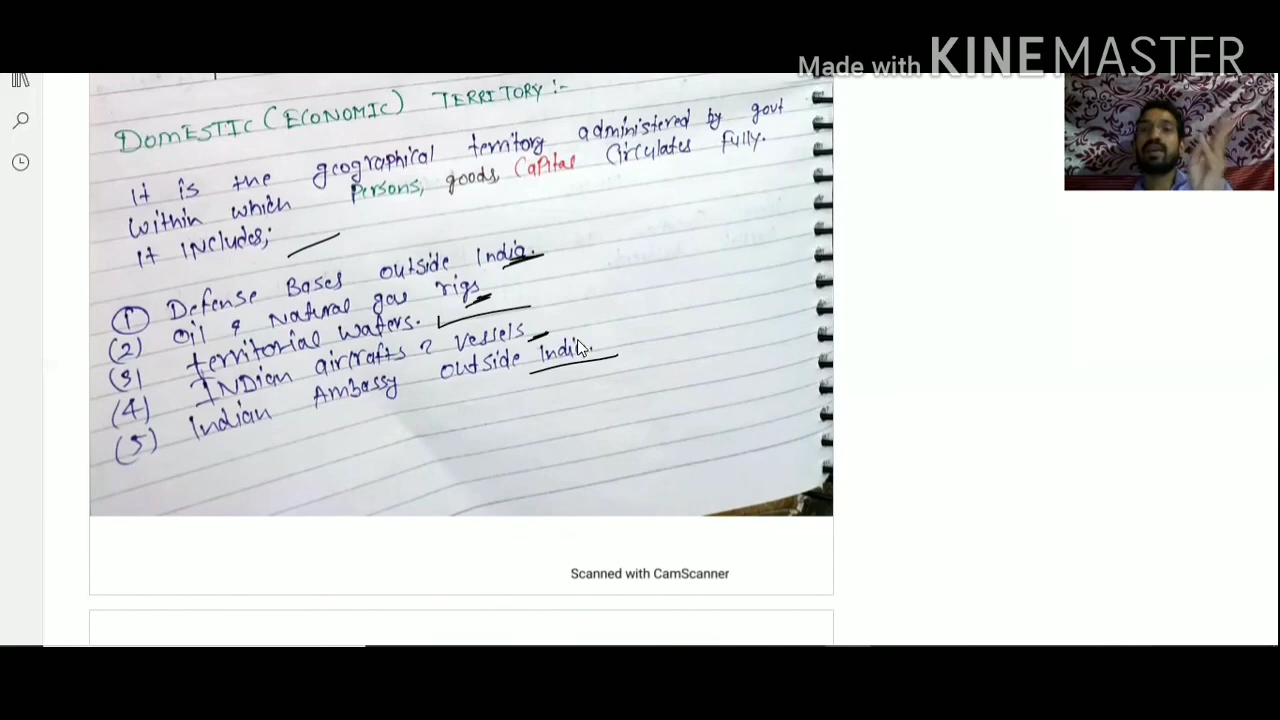 Made with KINEMASTER
DOMESTIC (ECONOMIC) TERRITORY :-
It is the geographical territory administered by govt
within which Persons, goods, Capital Circulates fully.
It INcludes;
(1) Defense Bases outside India.
(2) Oil & Natural gas rigs
(3) territorial waters.
(4) INDian aircrafts & vessels
(5) Indian Ambassy outside India.
Scanned with CamScanner